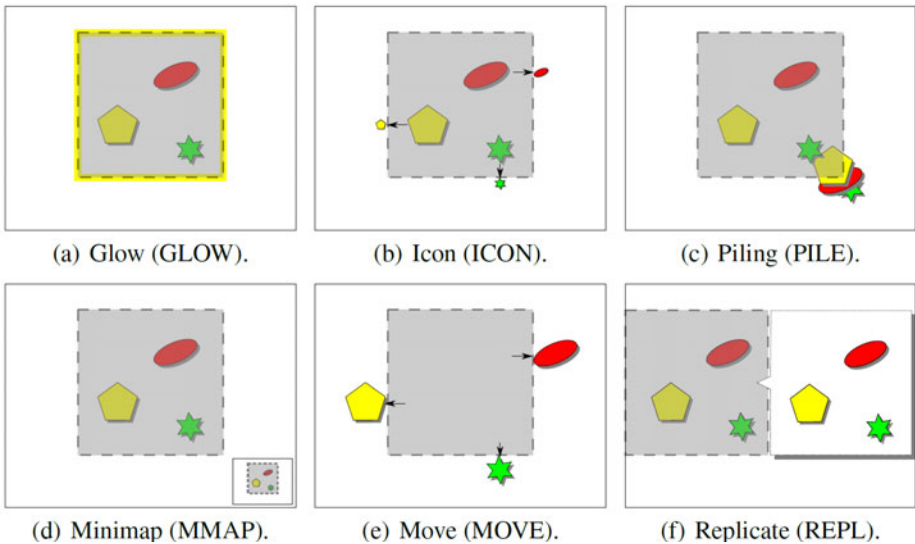 (a) Glow (GLOW).
(b) Icon (ICON).
(c) Piling (PILE).
(d) Minimap (MMAP).
(e) Move (MOVE).
(f) Replicate (REPL).